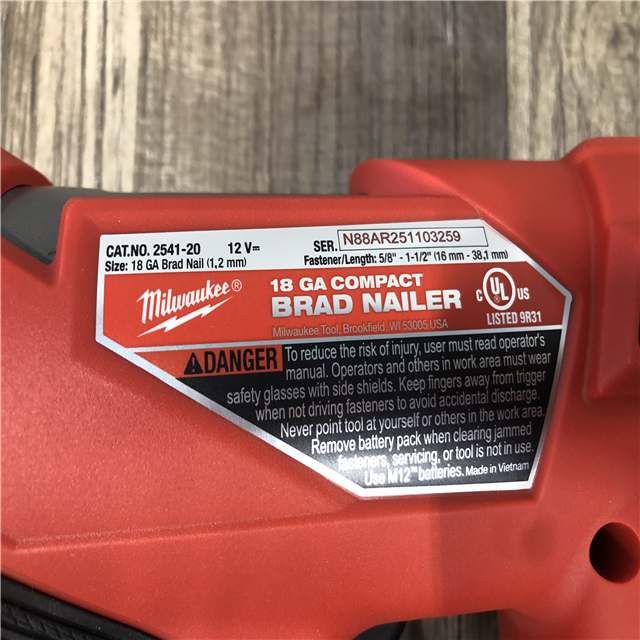 CAT.NO. 2541-20 12 V⎓ SER. N88AR251103259
Size: 18 GA Brad Nail (1,2 mm) Fastener/Length: 5/8" - 1-1/2" (16 mm - 38,1 mm)
Milwaukee®
18 GA COMPACT
BRAD NAILER
Milwaukee Tool, Brookfield, WI 53005 USA
C UL US
LISTED 9R31
DANGER
To reduce the risk of injury, user must read operator's
manual. Operators and others in work area must wear
safety glasses with side shields. Keep fingers away from trigger
when not driving fasteners to avoid accidental discharge.
Never point tool at yourself or others in the work area.
Remove battery pack when clearing jammed
fasteners, servicing, or tool is not in use.
Use M12™ batteries. Made in Vietnam